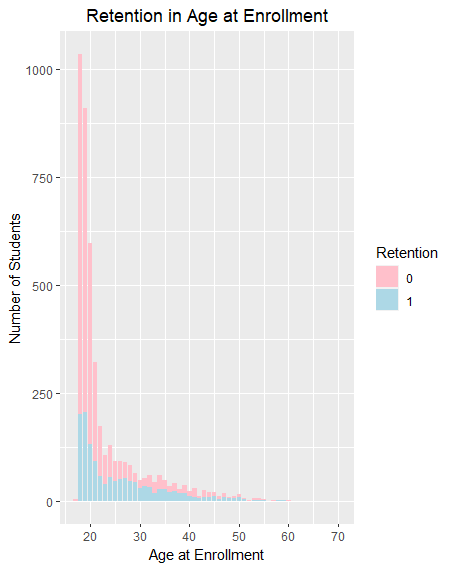 Retention in Age at Enrollment
Number of Students
1000
750
500
250
0
20 30 40 50 60 70
Age at Enrollment
Retention
0
1